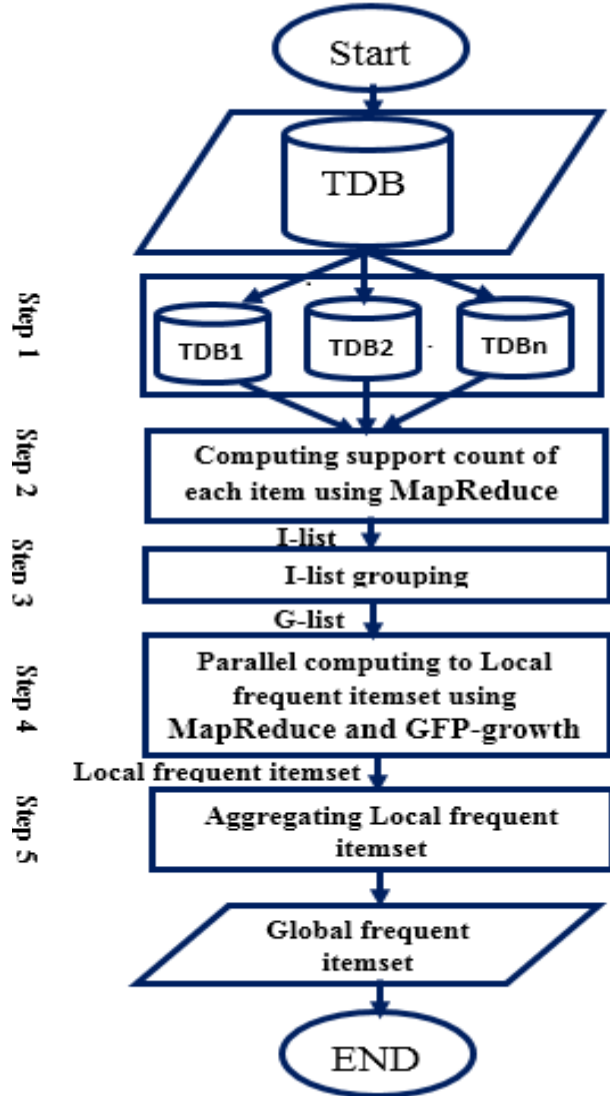 Start
TDB
Step 1
TDB1
TDB2
TDBn
Step 2
Computing support count of
each item using MapReduce
I-list
Step 3
I-list grouping
G-list
Step 4
Parallel computing to Local
frequent itemset using
MapReduce and GFP-growth
Local frequent itemset
Step 5
Aggregating Local frequent
itemset
Global frequent
itemset
END